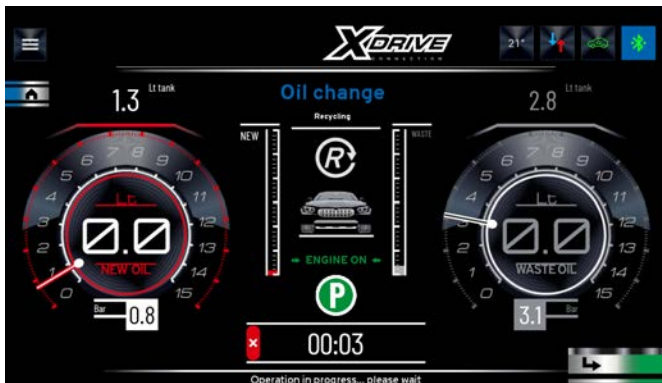 XDRIVE
CONNECTION
21°
1.3 Lt tank
Oil change
2.8 Lt tank
Recycling
NEW
WASTE
R
0 1 2 3 4 5 6 7 8 9 10 11 12 13 14 15
Lt
0.0
NEW OIL
Bar
0.8
ENGINE ON
P
0 1 2 3 4 5 6 7 8 9 10 11 12 13 14 15
Lt
0.0
WASTE OIL
Bar
3.1
00:03
Operation in progress... please wait